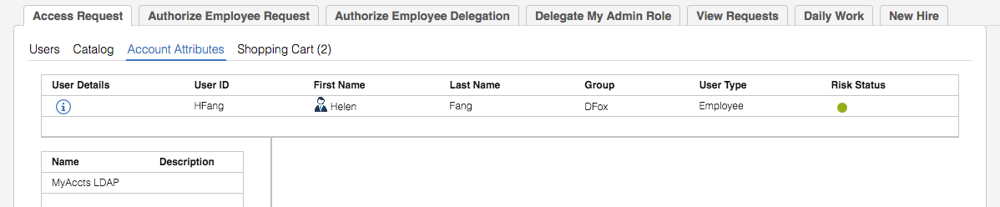 Access Request Authorize Employee Request Authorize Employee Delegation Delegate My Admin Role View Requests Daily Work New Hire
Users Catalog Account Attributes Shopping Cart (2)
User Details User ID First Name Last Name Group User Type Risk Status
HFang Helen Fang DFox Employee
Name Description
MyAccts LDAP